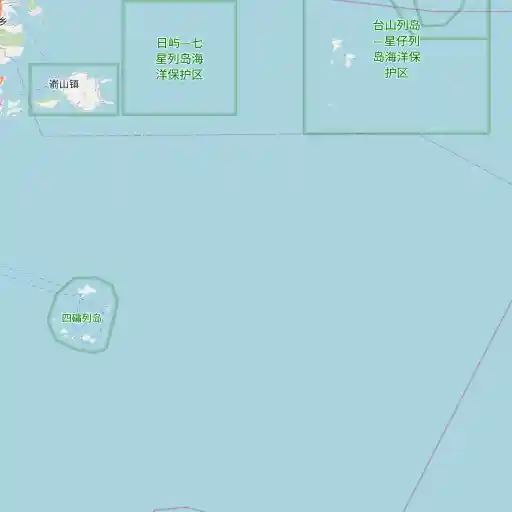 乡
日屿—七
星列岛海
洋保护区
台山列岛
—星仔列
岛海洋保
护区
嵛山镇
四礵列岛